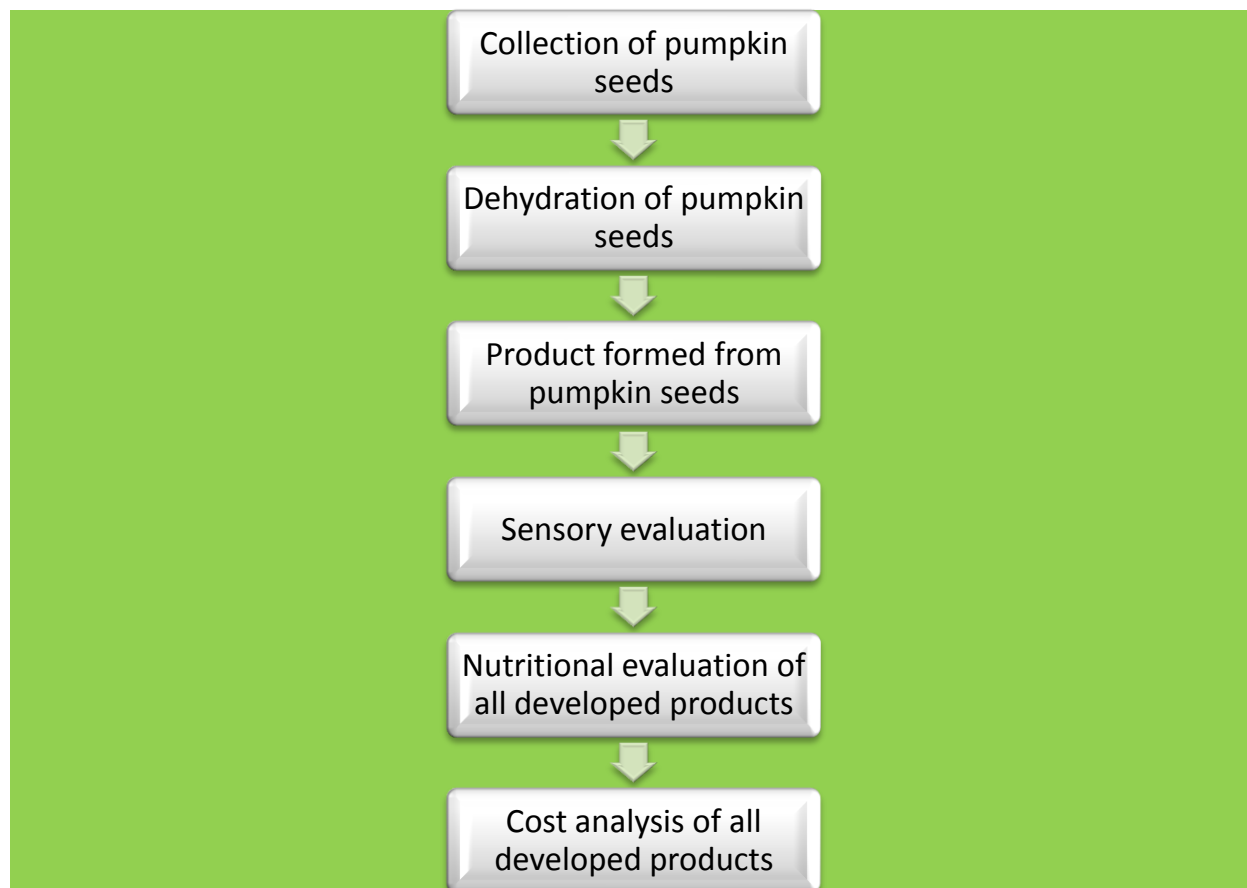 Collection of pumpkin
seeds
Dehydration of pumpkin
seeds
Product formed from
pumpkin seeds
Sensory evaluation
Nutritional evaluation of
all developed products
Cost analysis of all
developed products